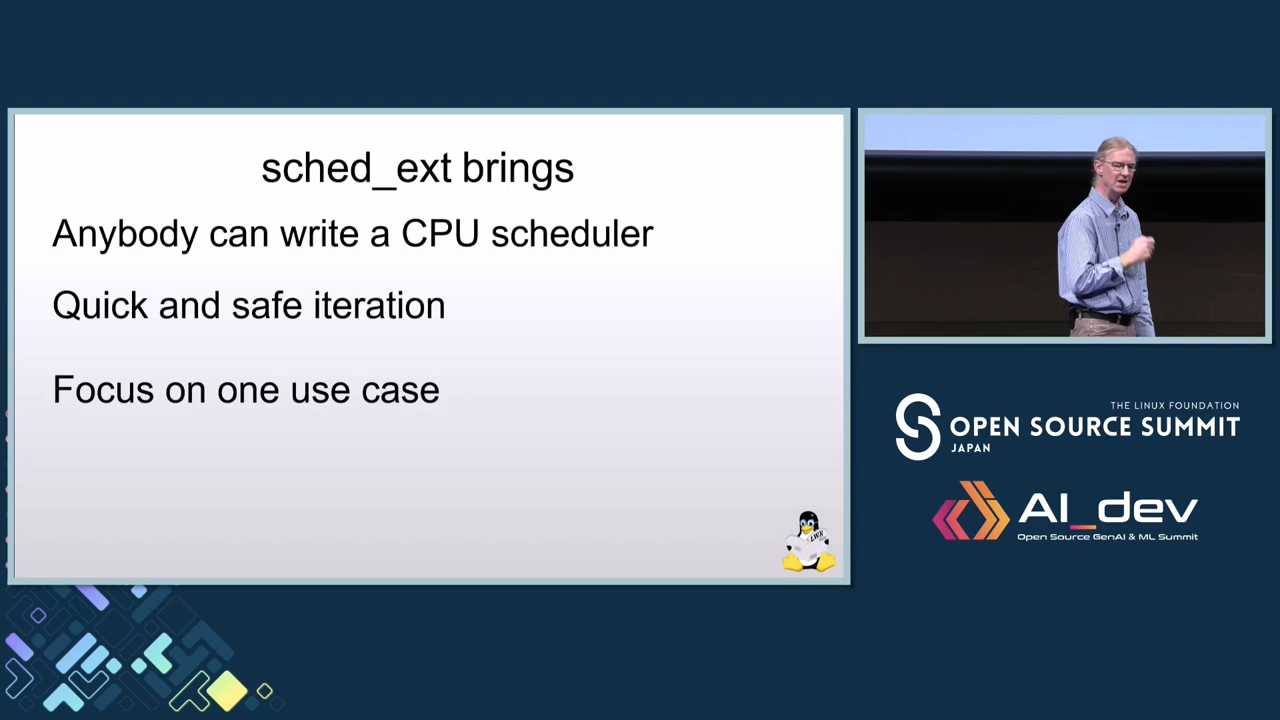 sched_ext brings
Anybody can write a CPU scheduler
Quick and safe iteration
Focus on one use case
LWN
THE LINUX FOUNDATION
OPEN SOURCE SUMMIT
JAPAN
AI_dev
Open Source GenAI & ML Summit